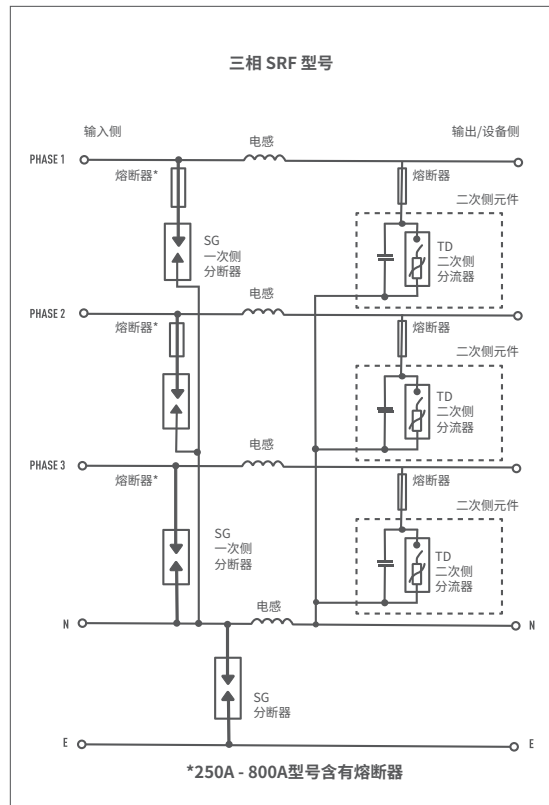 三相 SRF 型号
输入侧
电感
输出/设备侧
PHASE 1
熔断器*
熔断器
二次侧元件
SG
一次侧
分断器
TD
二次侧
分流器
电感
PHASE 2
熔断器*
熔断器
二次侧元件
TD
二次侧
分流器
电感
PHASE 3
熔断器*
熔断器
二次侧元件
SG
一次侧
分断器
TD
二次侧
分流器
电感
N
N
SG
分断器
E
E
*250A - 800A型号含有熔断器